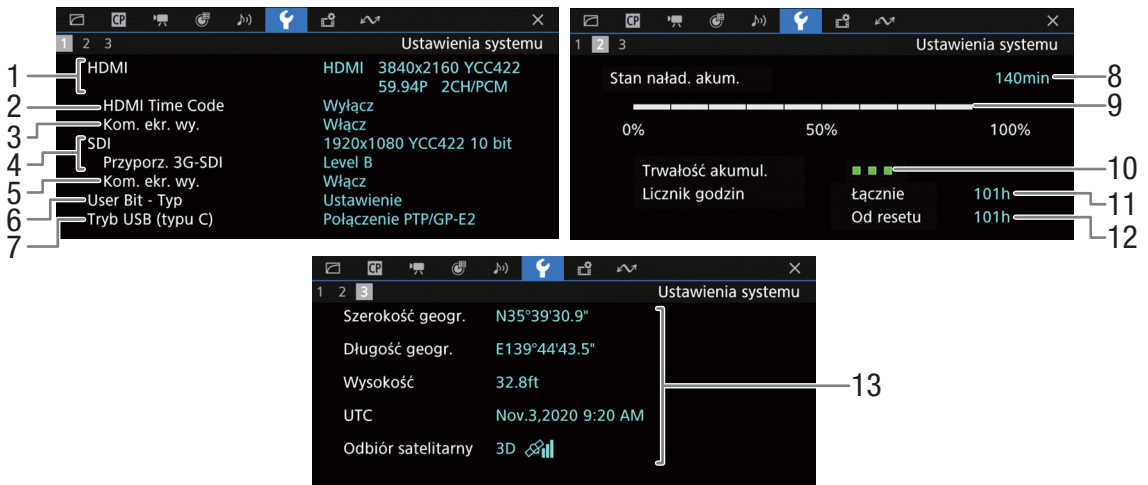 CP
1 2 3
Ustawienia systemu
1
HDMI
HDMI 3840x2160 YCC422
59.94P 2CH/PCM
2
HDMI Time Code
Wyłącz
3
Kom. ekr. wy.
Włącz
4
SDI
1920x1080 YCC422 10 bit
Przyporz. 3G-SDI
Level B
5
Kom. ekr. wy.
Włącz
6
User Bit - Typ
Ustawienie
7
Tryb USB (typu C)
Połączenie PTP/GP-E2
CP
1 2 3
Ustawienia systemu
Stan naład. akum.
140min
8
9
0% 50% 100%
Trwałość akumul.
10
Licznik godzin
Łącznie 101h
11
Od resetu 101h
12
CP
1 2 3
Ustawienia systemu
Szerokość geogr. N35°39'30.9"
Długość geogr. E139°44'43.5"
Wysokość 32.8ft
13
UTC Nov.3,2020 9:20 AM
Odbiór satelitarny 3D